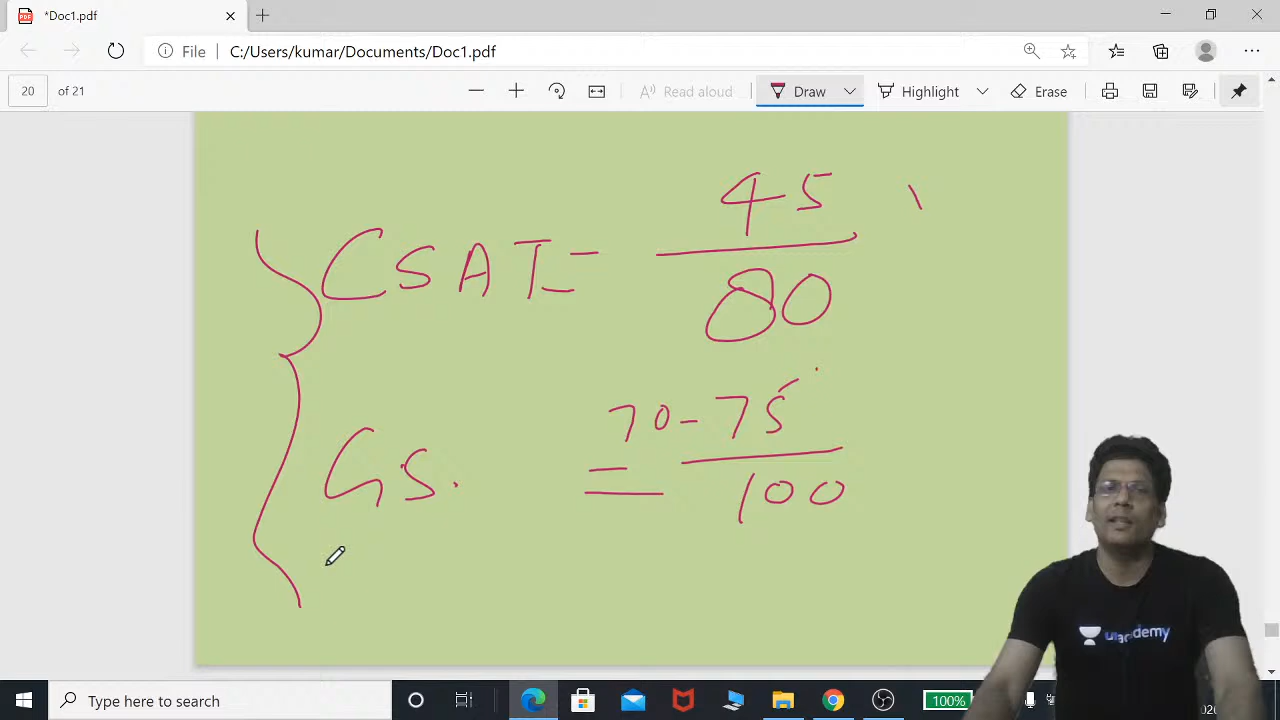 *Doc1.pdf
File C:/Users/kumar/Documents/Doc1.pdf
20 of 21 Read aloud Draw Highlight Erase
CSAT = 45
80
GS. = 70-75
100
unacademy
Type here to search 100%